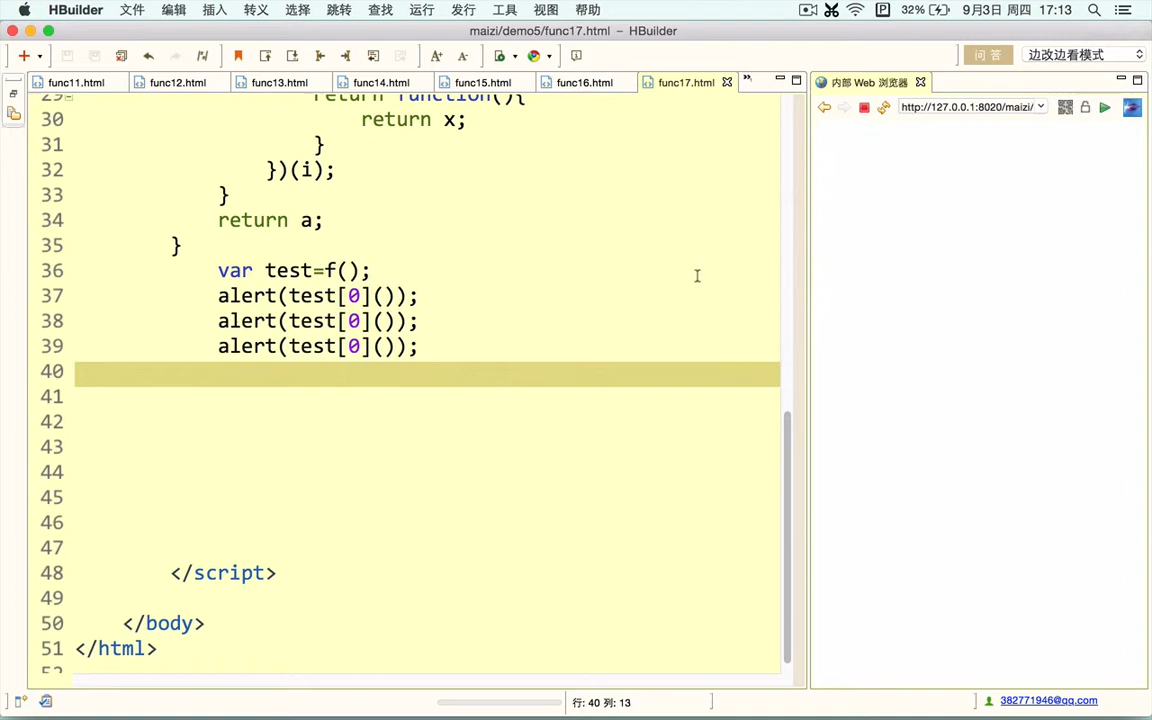 HBuilder 文件 编辑 插入 转义 选择 跳转 查找 运行 发行 工具 视图 帮助 32% 9月3日 周四 17:13
maizi/demo5/func17.html – HBuilder
A+ A- 问 答 边改边看模式
func11.html func12.html func13.html func14.html func15.html func16.html func17.html 内部 Web 浏览器
http://127.0.0.1:8020/maizi/
29 return function(){
30 return x;
31 }
32 })(i);
33 }
34 return a;
35 }
36 var test=f();
37 alert(test[0]());
38 alert(test[0]());
39 alert(test[0]());
40
41
42
43
44
45
46
47
48 </script>
49
50 </body>
51 </html>
52
行: 40 列: 13 382771946@qq.com